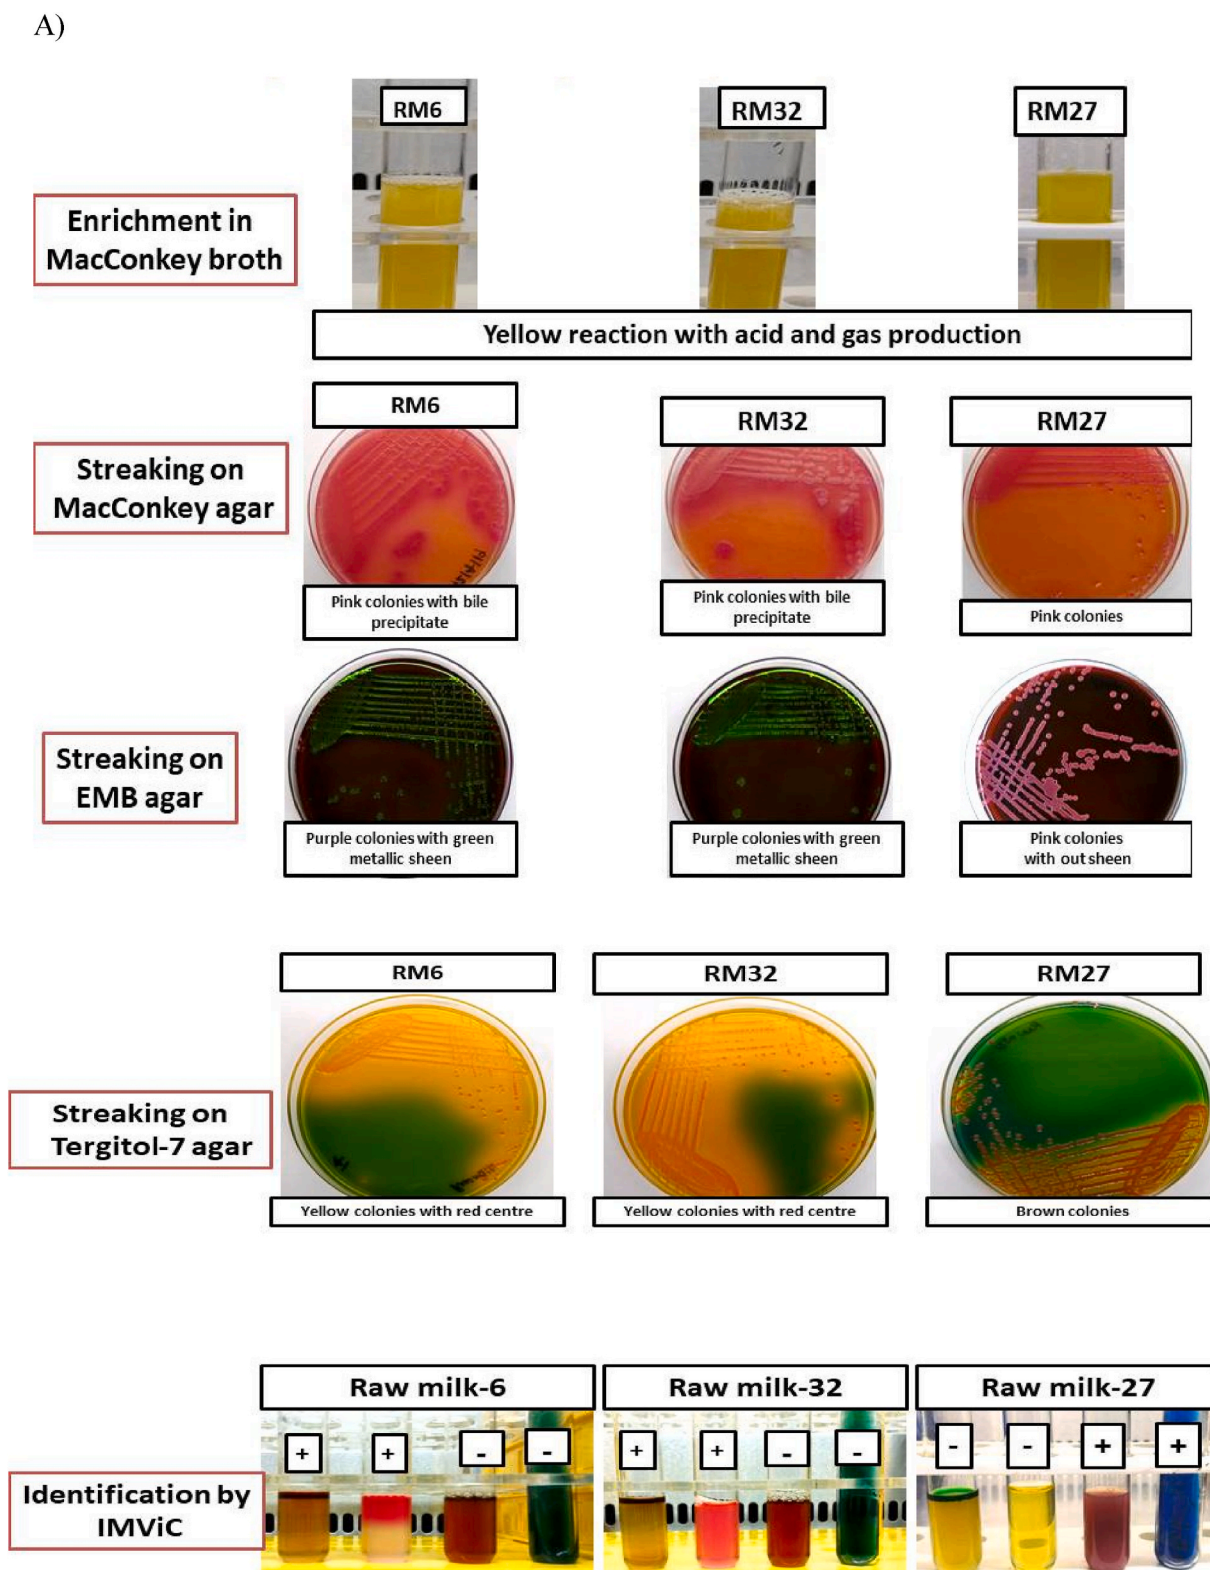 A)
RM6
RM32
RM27
Enrichment in
MacConkey broth
Yellow reaction with acid and gas production
RM6
RM32
RM27
Streaking on
MacConkey agar
Pink colonies with bile
precipitate
Pink colonies with bile
precipitate
Pink colonies
Streaking on
EMB agar
Purple colonies with green
metallic sheen
Purple colonies with green
metallic sheen
Pink colonies
with out sheen
RM6
RM32
RM27
Streaking on
Tergitol-7 agar
Yellow colonies with red centre
Yellow colonies with red centre
Brown colonies
Raw milk-6
Raw milk-32
Raw milk-27
+ + - -
+ + - -
- - + +
Identification by
IMViC